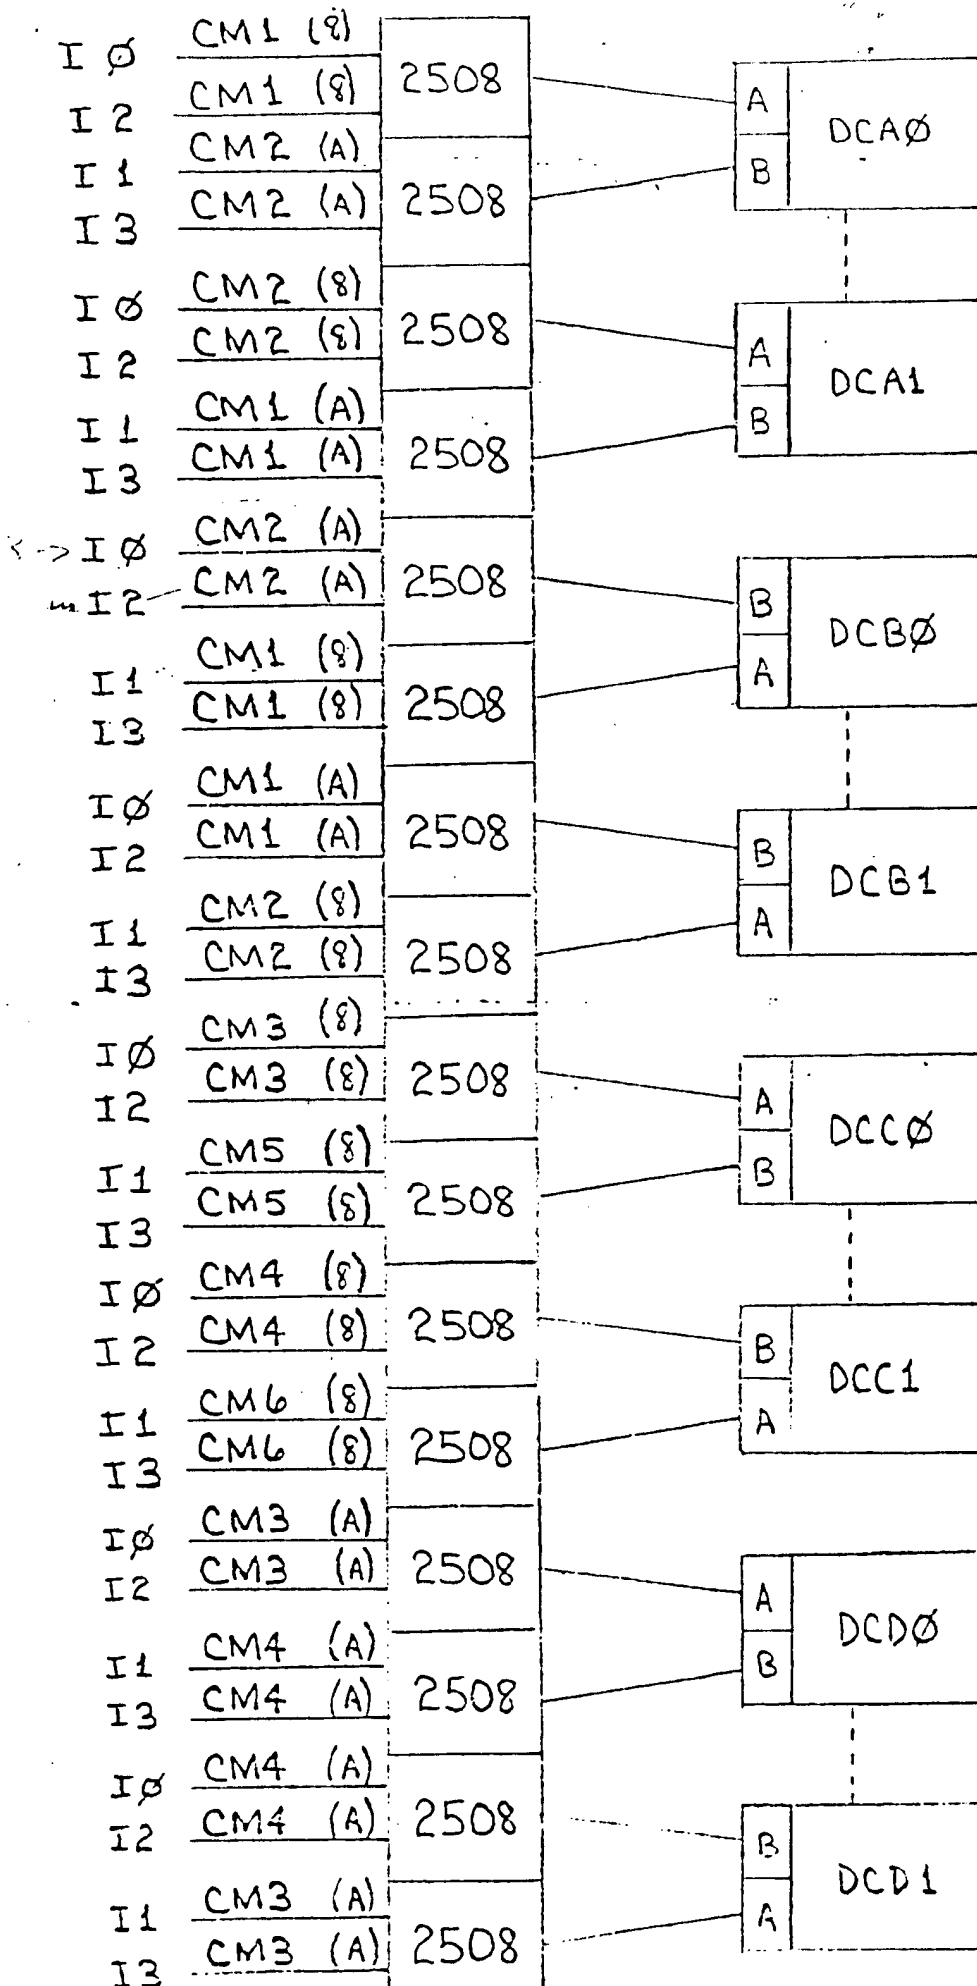 IØ CM1 (8) 2508
I2 CM1 (8) A DCAØ
I1 CM2 (A) 2508 B
I3 CM2 (A)
IØ CM2 (8) 2508
I2 CM2 (8) A DCA1
I1 CM1 (A) 2508 B
I3 CM1 (A)
IØ CM2 (A) 2508
I2 CM2 (A) B DCBØ
I1 CM1 (8) 2508 A
I3 CM1 (8)
IØ CM1 (A) 2508
I2 CM1 (A) B DCB1
I1 CM2 (8) 2508 A
I3 CM2 (8)
IØ CM3 (8) 2508
I2 CM3 (8) A DCCØ
I1 CM5 (8) 2508 B
I3 CM5 (8)
IØ CM4 (8) 2508
I2 CM4 (8) B DCC1
I1 CM6 (8) 2508 A
I3 CM6 (8)
IØ CM3 (A) 2508
I2 CM3 (A) A DCDØ
I1 CM4 (A) 2508 B
I3 CM4 (A)
IØ CM4 (A) 2508
I2 CM4 (A) B DCD1
I1 CM3 (A) 2508 A
I3 CM3 (A)